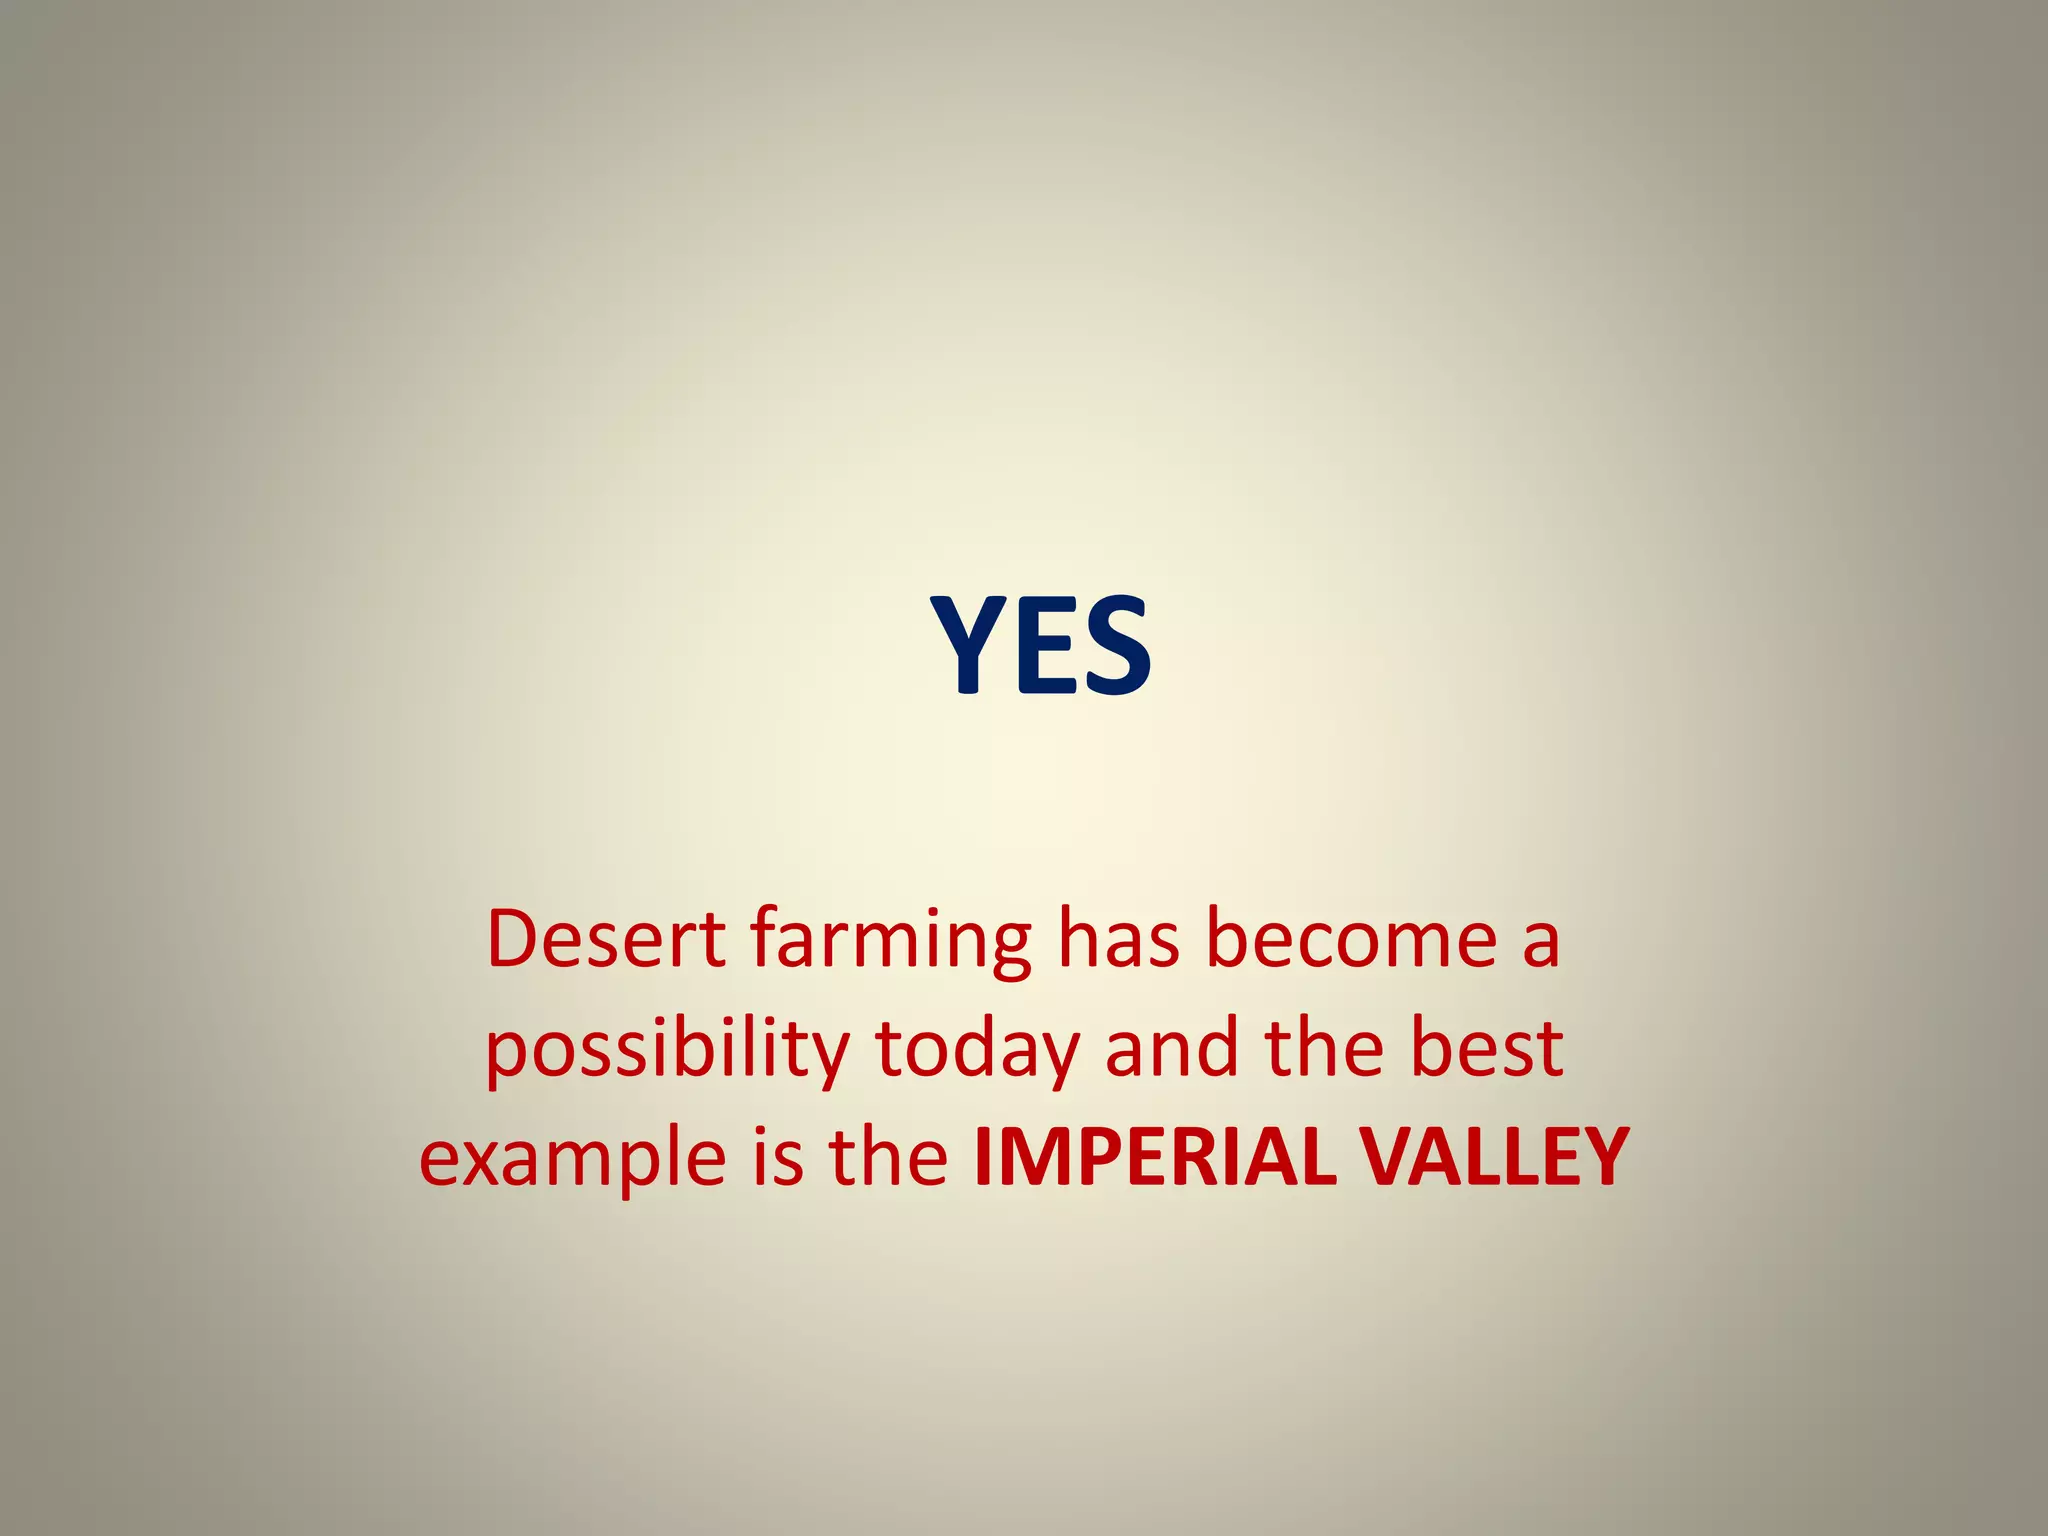 YES
Desert farming has become a
possibility today and the best
example is the IMPERIAL VALLEY